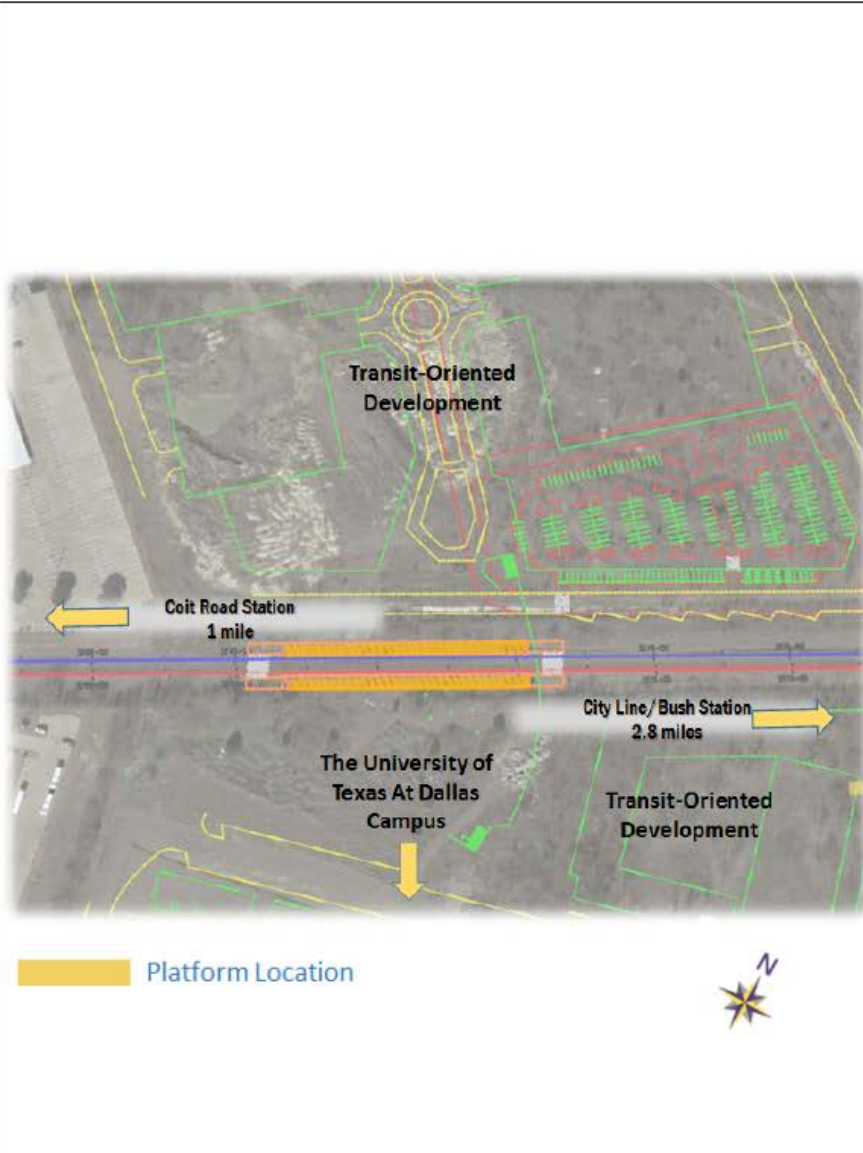 Transit-Oriented
Development
Coit Road Station
1 mile
City Line/Bush Station
2.8 miles
The University of
Texas At Dallas
Campus
Transit-Oriented
Development
Platform Location
N